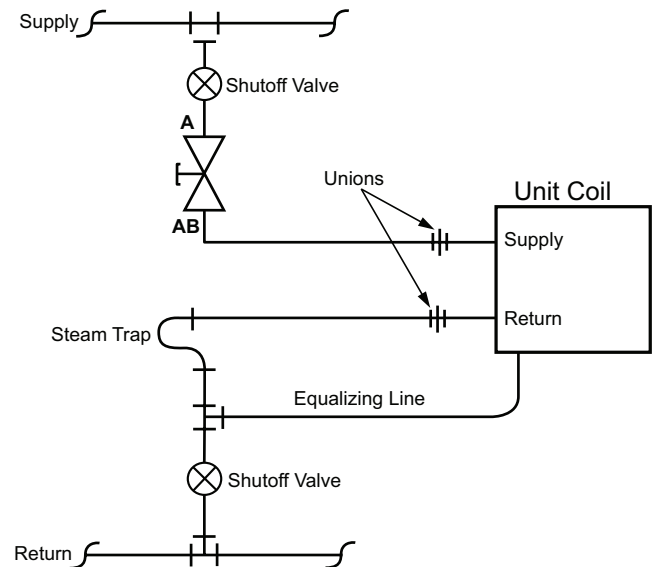 Supply
Shutoff Valve
A
Unions
Unit Coil
AB
Supply
Return
Steam Trap
Equalizing Line
Shutoff Valve
Return